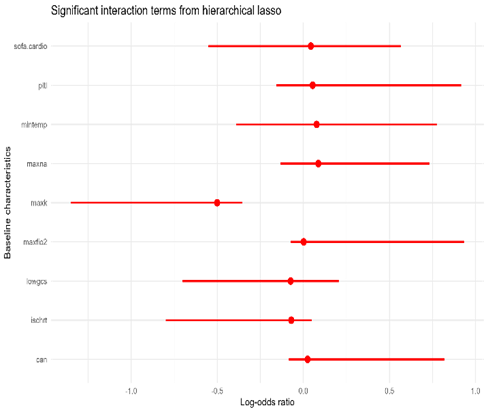 Significant interaction terms from hierarchical lasso
Baseline characteristics
sofa.cardio
pltl
mintemp
maxna
maxk
maxfio2
lowgcs
ischrt
can
-1.0 -0.5 0.0 0.5 1.0
Log-odds ratio